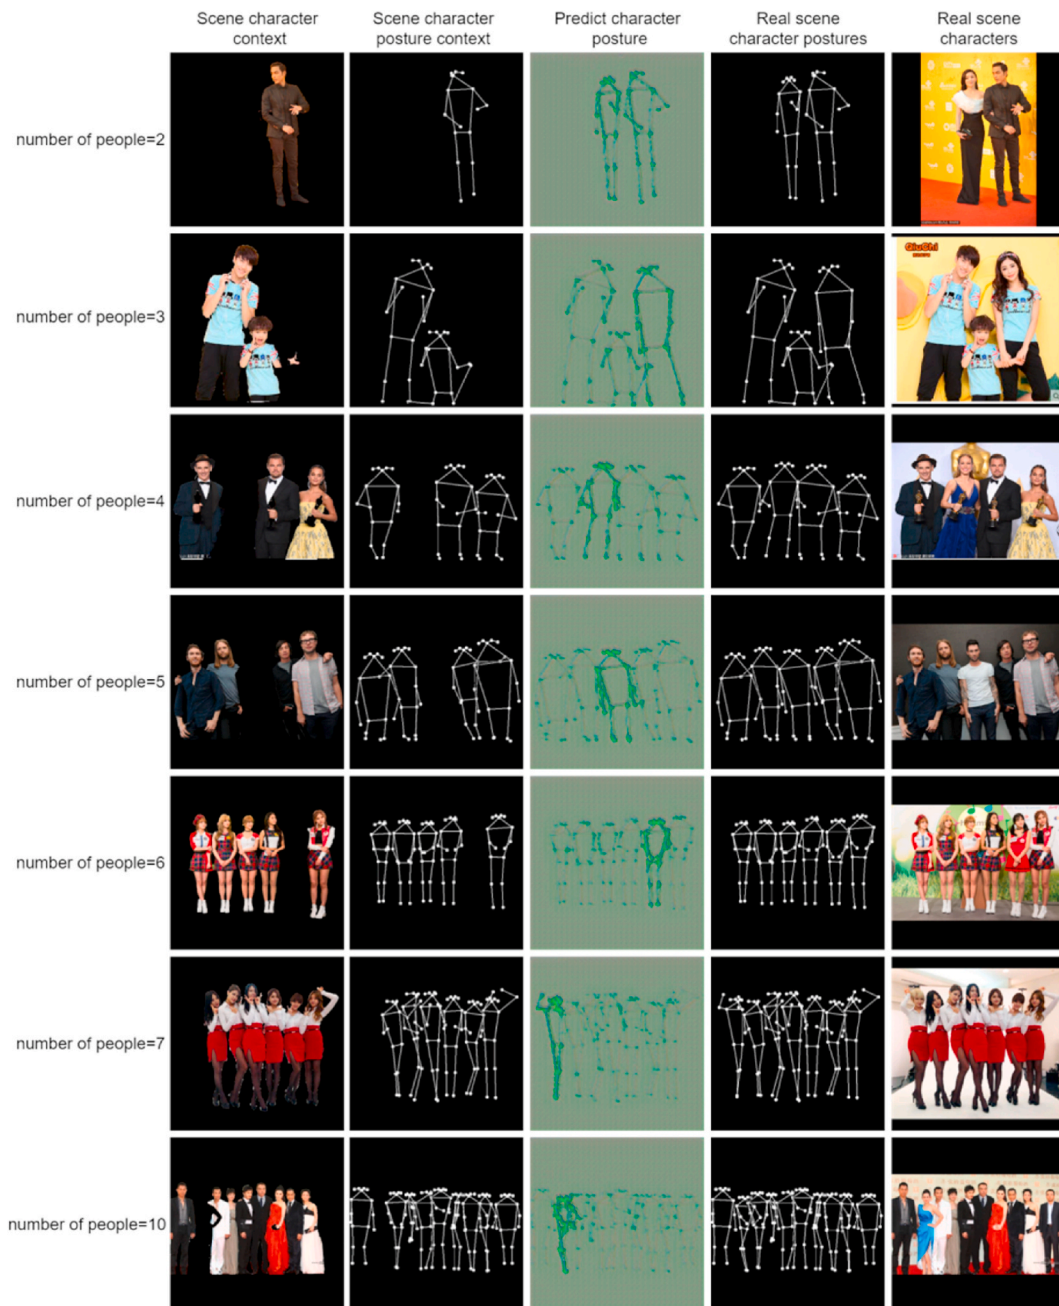 Scene character
context
Scene character
posture context
Predict character
posture
Real scene
character postures
Real scene
characters
number of people=2
number of people=3
QiuShi
number of people=4
number of people=5
number of people=6
number of people=7
number of people=10